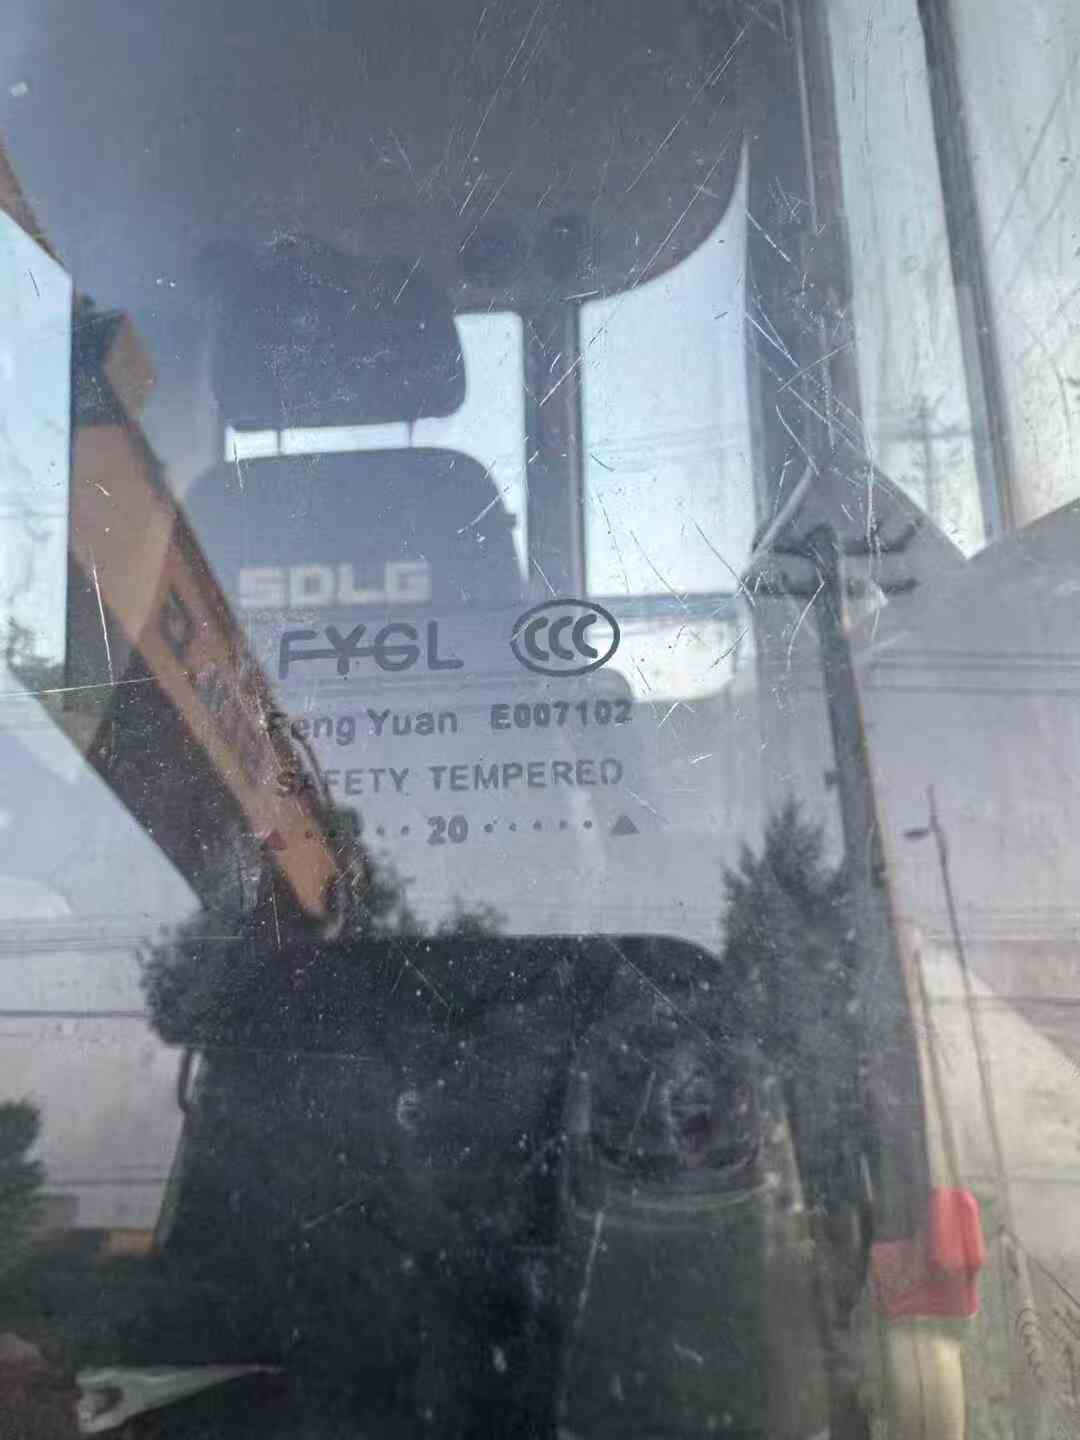 SDLG
FYGL CCC
Feng Yuan E007102
SAFETY TEMPERED
· · · · · · 20 · · · · · · ▲